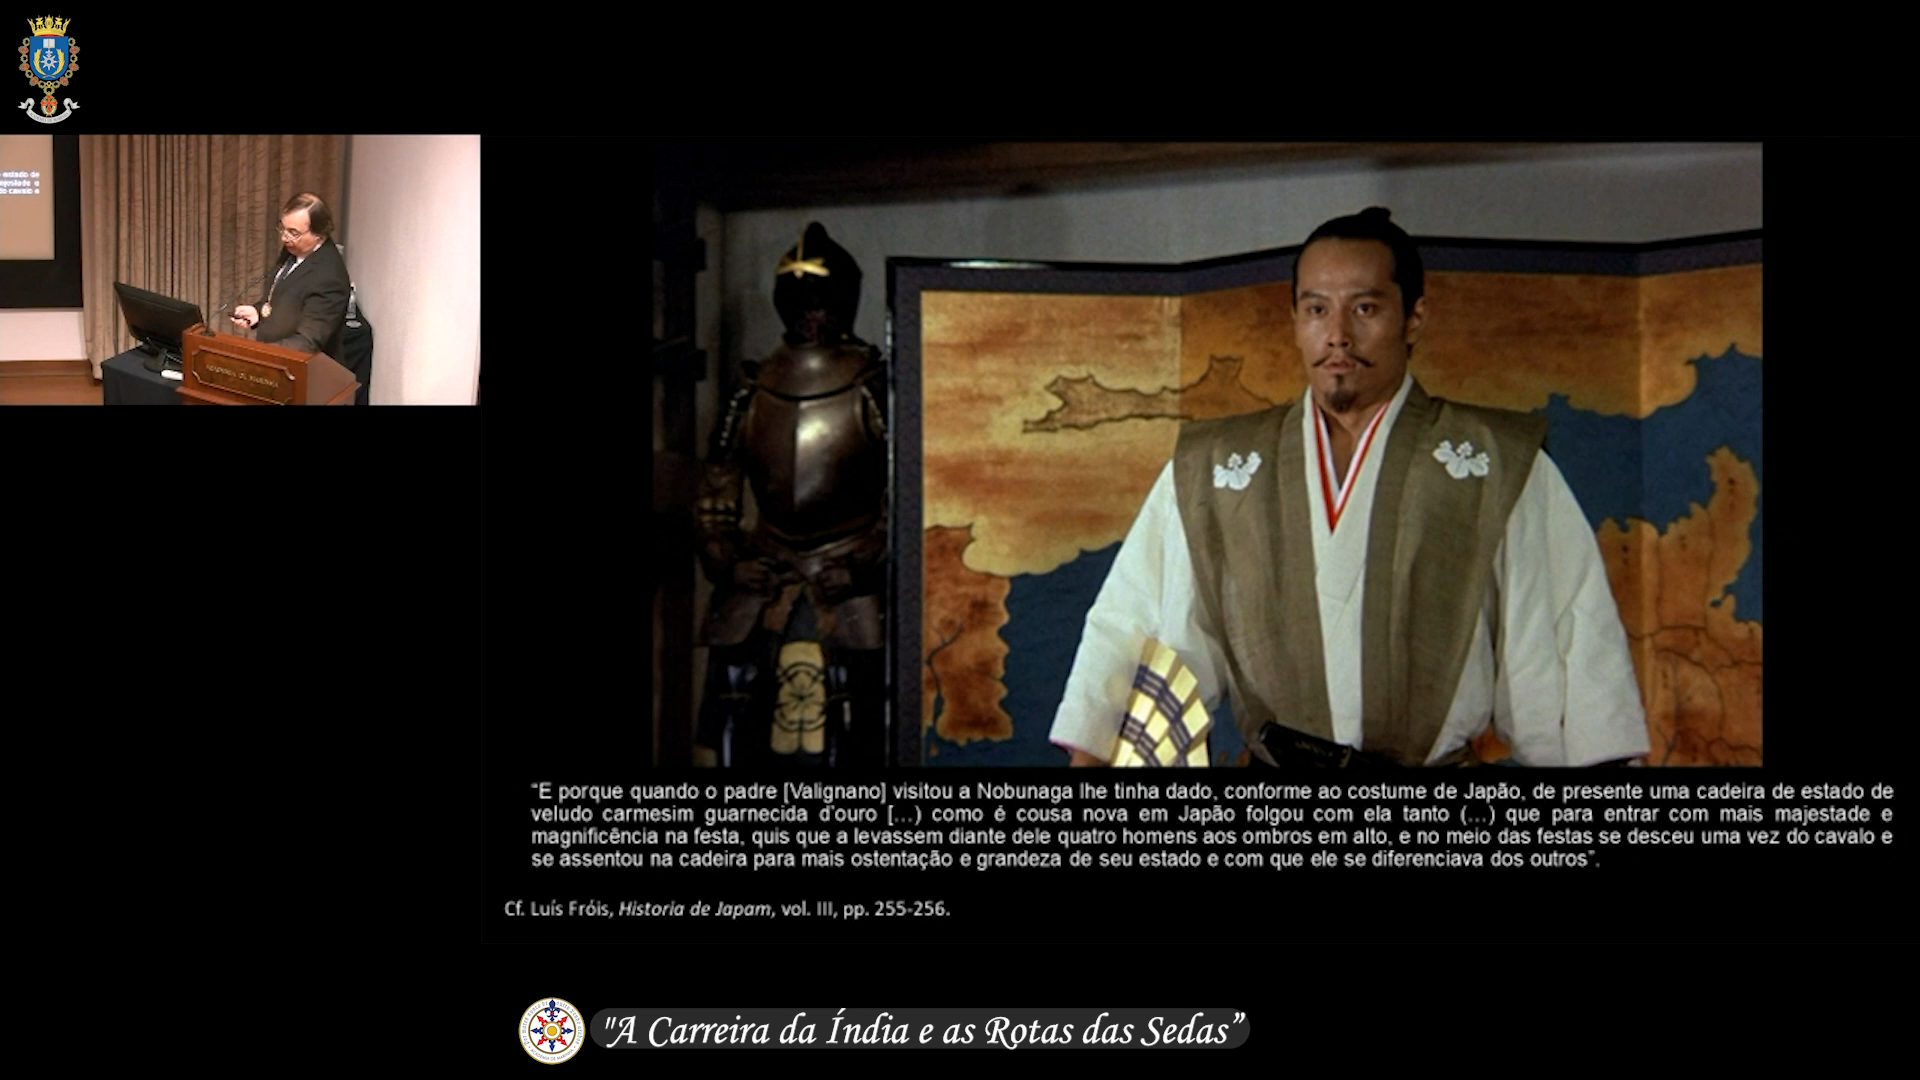 estado de
ACADEMIA DE MARINHA
“E porque quando o padre [Valignano] visitou a Nobunaga lhe tinha dado, conforme ao costume de Japão, de presente uma cadeira de estado de
veludo carmesim guarnecida d’ouro [...) como é cousa nova em Japão folgou com ela tanto (...) que para entrar com mais majestade e
magnificência na festa, quis que a levassem diante dele quatro homens aos ombros em alto, e no meio das festas se desceu uma vez do cavalo e
se assentou na cadeira para mais ostentação e grandeza de seu estado e com que ele se diferenciava dos outros”.
Cf. Luís Fróis, Historia de Japam, vol. III, pp. 255-256.
"A Carreira da Índia e as Rotas das Sedas”